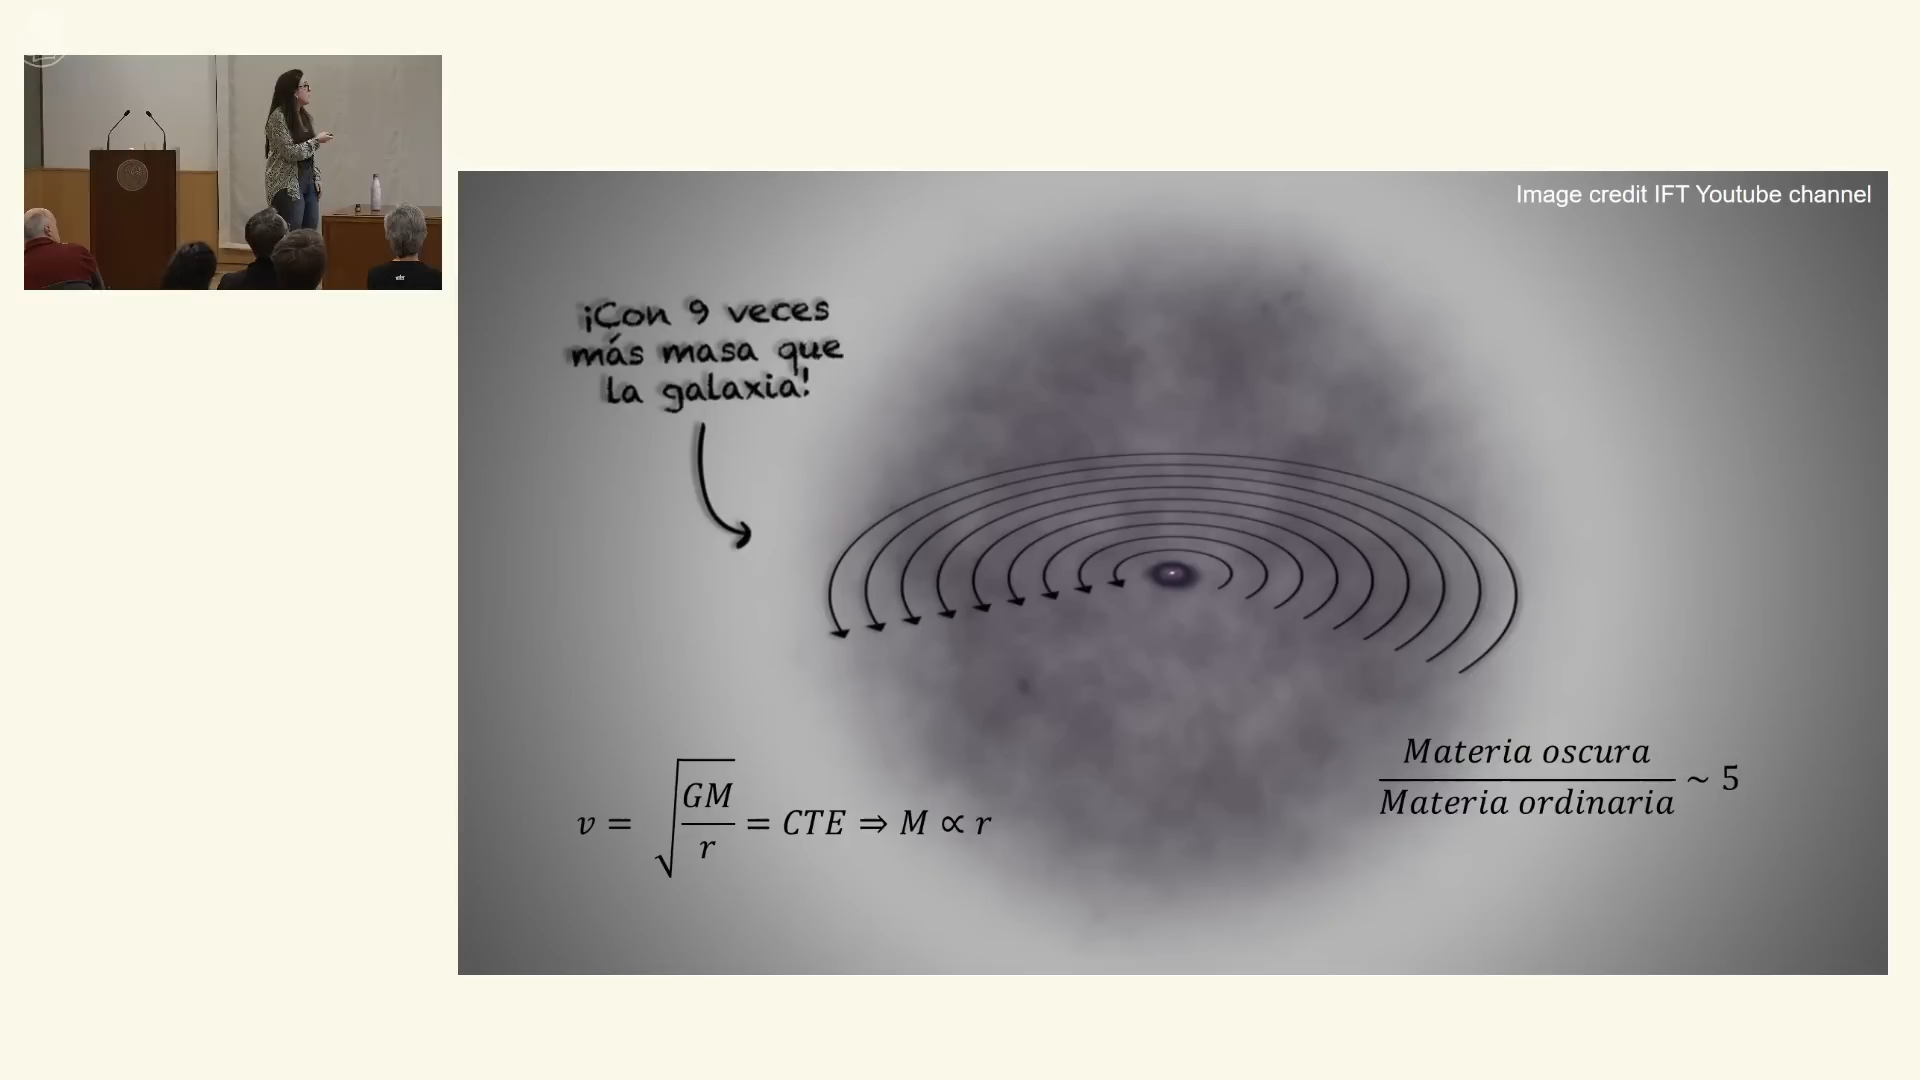 Image credit IFT Youtube channel
¡Con 9 veces
más masa que
la galaxia!
v = √(GM/r) = CTE ⇒ M ∝ r
Materia oscura / Materia ordinaria ~ 5